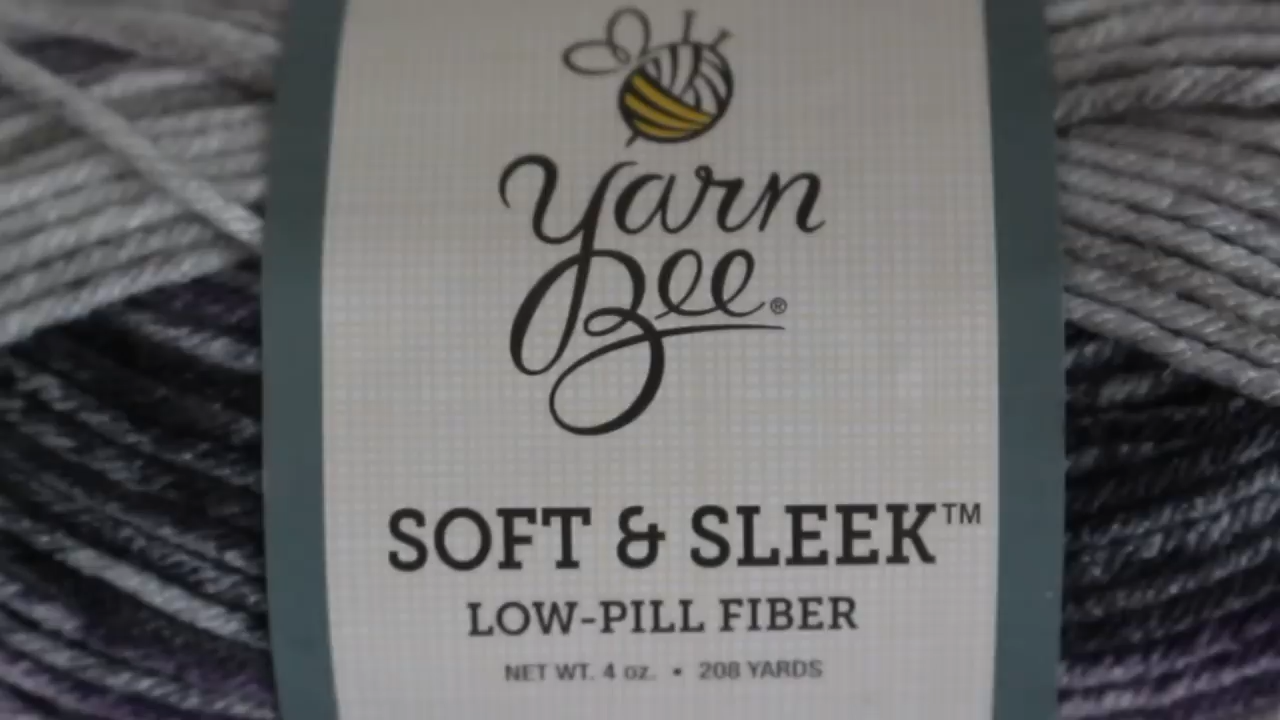 Yarn
Bee®
SOFT & SLEEK™
LOW-PILL FIBER
NET WT. 4 oz. • 208 YARDS